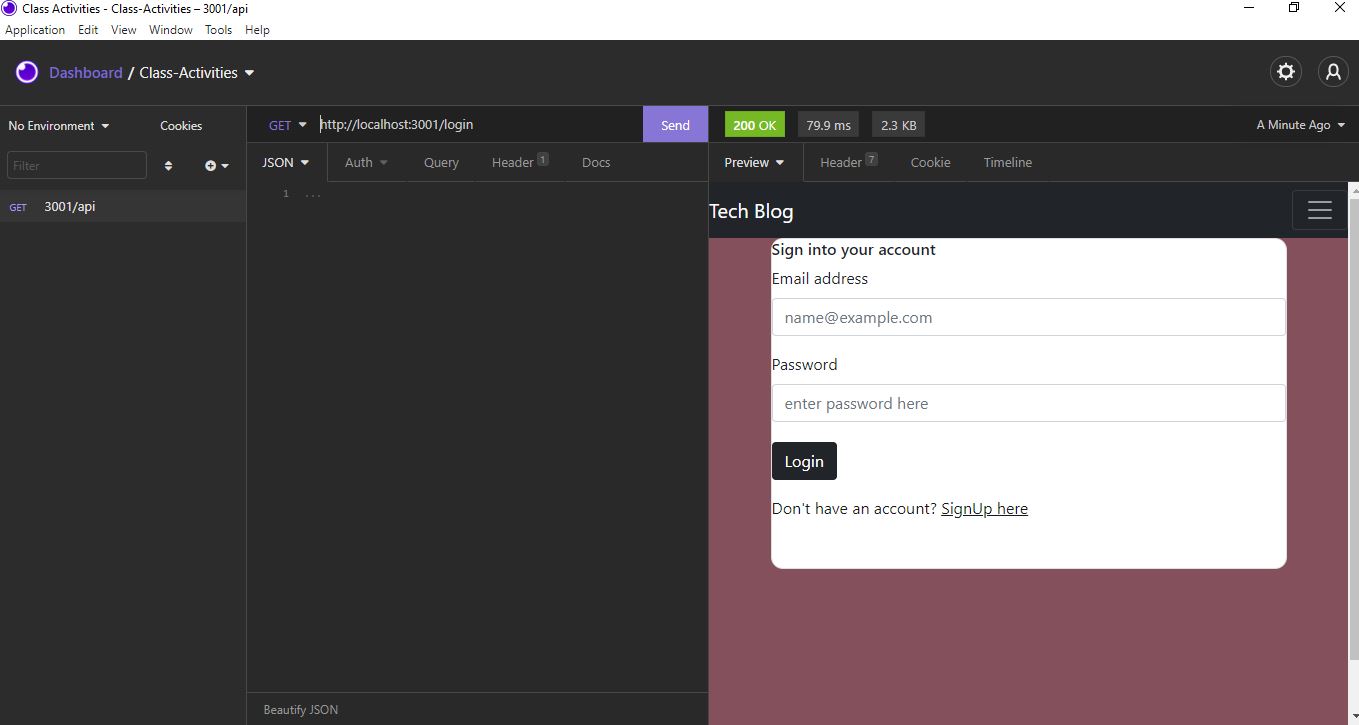 Class Activities - Class-Activities – 3001/api
Application Edit View Window Tools Help
Dashboard / Class-Activities
No Environment Cookies
GET http://localhost:3001/login Send
200 OK 79.9 ms 2.3 KB A Minute Ago
Filter
JSON Auth Query Header 1 Docs
Preview Header 7 Cookie Timeline
GET 3001/api
1 ...
Tech Blog
Sign into your account
Email address
name@example.com
Password
enter password here
Login
Don't have an account? SignUp here
Beautify JSON